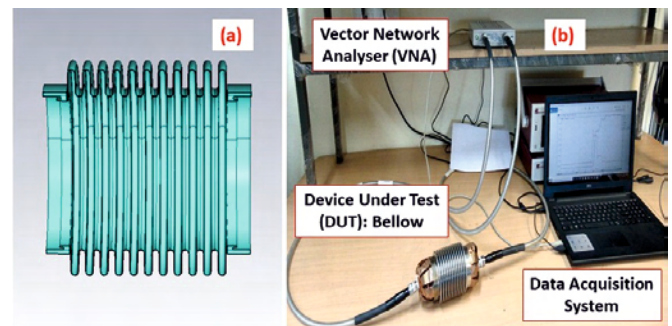 (a)
Vector Network
Analyser (VNA)
(b)
Device Under Test
(DUT): Bellow
Data Acquisition
System